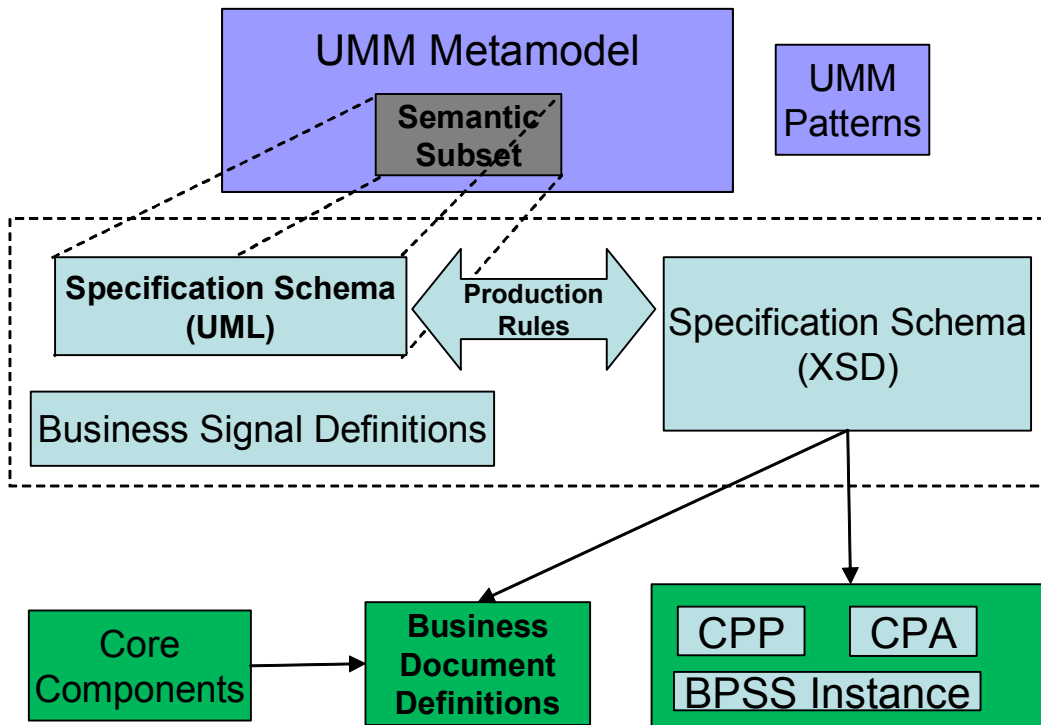 UMM Metamodel
Semantic
Subset
UMM
Patterns
Specification Schema
(UML)
Production
Rules
Specification Schema
(XSD)
Business Signal Definitions
Core
Components
Business
Document
Definitions
CPP
CPA
BPSS Instance